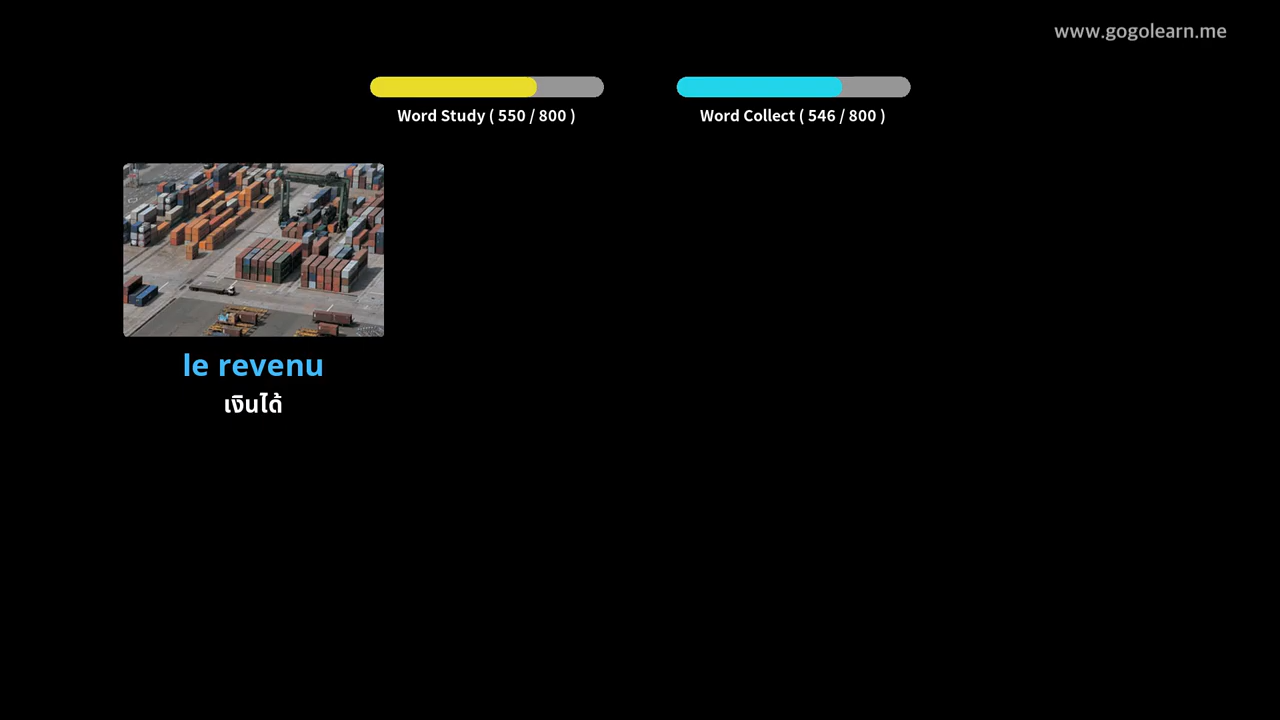 www.gogolearn.me
Word Study ( 550 / 800 )
Word Collect ( 546 / 800 )
le revenu
เงินได้